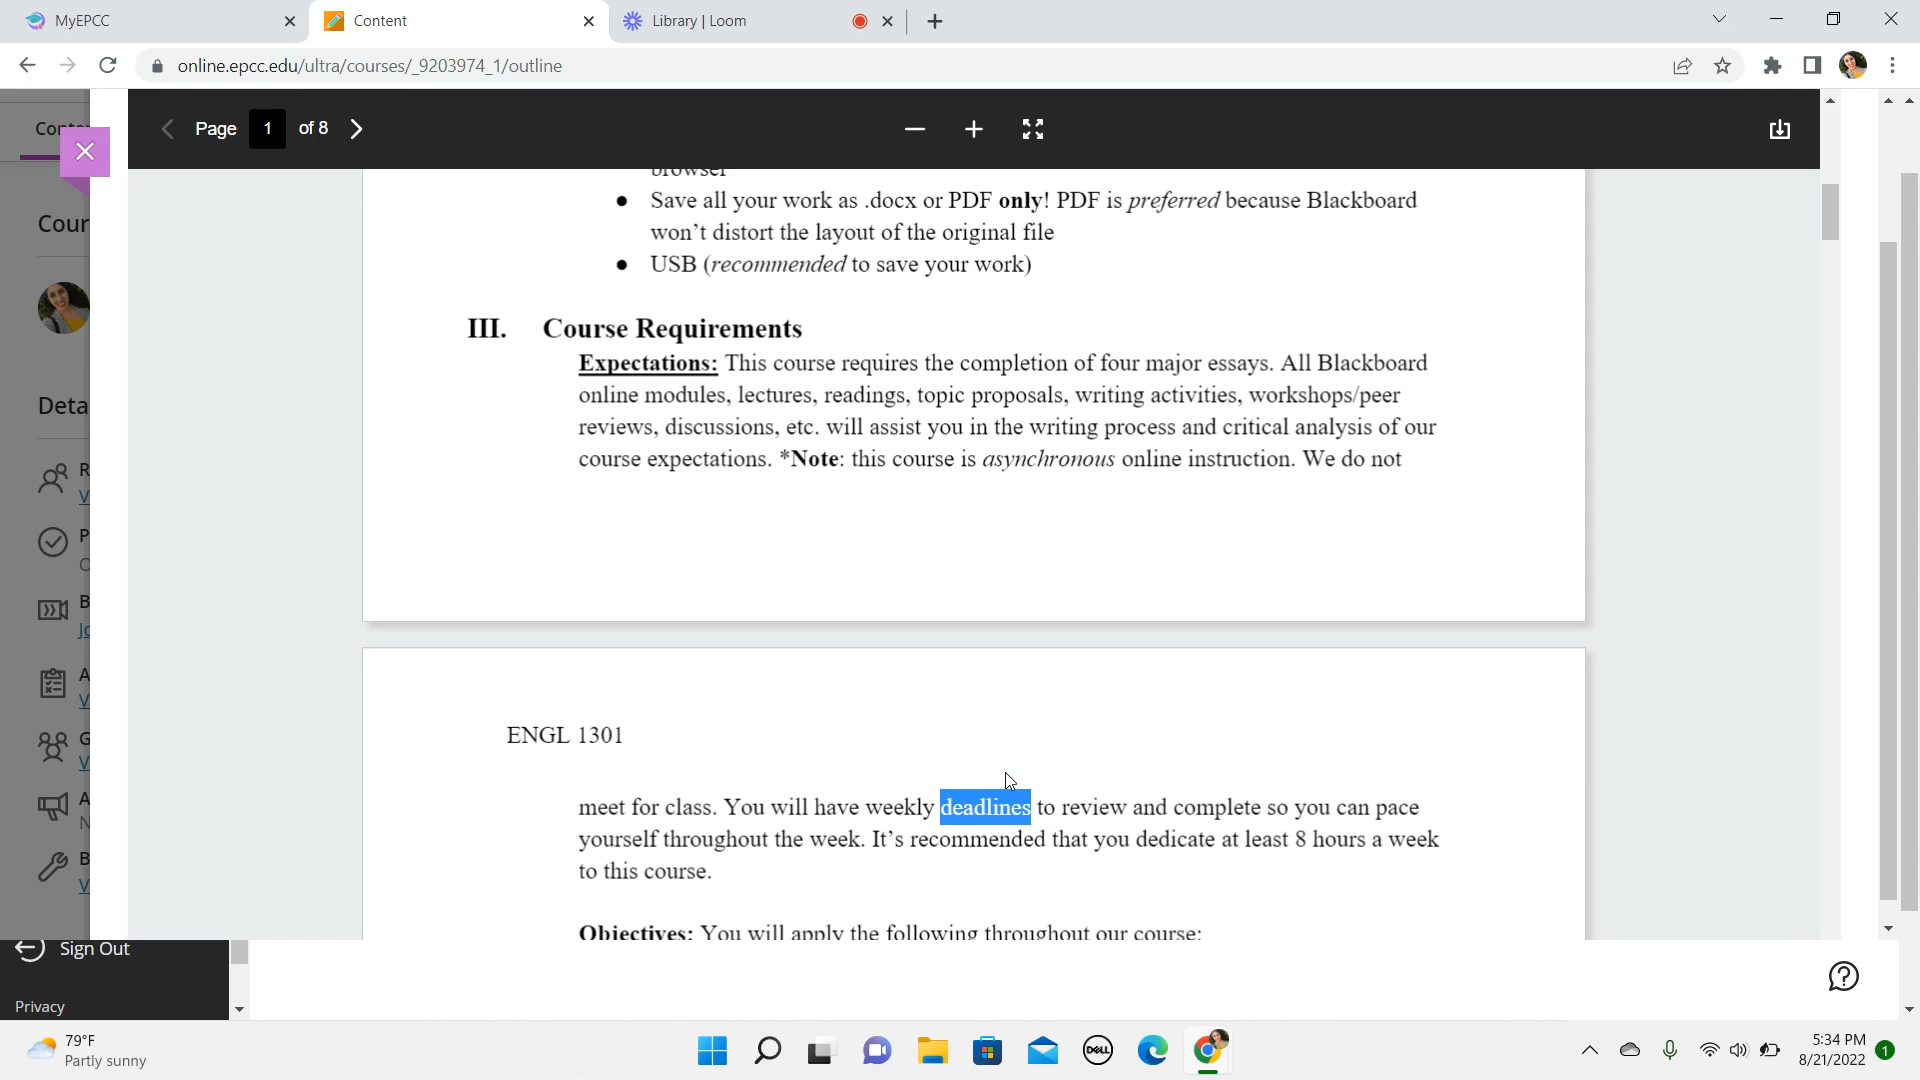 MyEPCC
Content
Library | Loom
online.epcc.edu/ultra/courses/_9203974_1/outline
Page 1 of 8
browser
● Save all your work as .docx or PDF only! PDF is preferred because Blackboard
won't distort the layout of the original file
● USB (recommended to save your work)
III. Course Requirements
Expectations: This course requires the completion of four major essays. All Blackboard
online modules, lectures, readings, topic proposals, writing activities, workshops/peer
reviews, discussions, etc. will assist you in the writing process and critical analysis of our
course expectations. *Note: this course is asynchronous online instruction. We do not
ENGL 1301
meet for class. You will have weekly deadlines to review and complete so you can pace
yourself throughout the week. It's recommended that you dedicate at least 8 hours a week
to this course.
Objectives: You will apply the following throughout our course:
Cour
Deta
R
V
P
O
B
Jo
A
V
G
V
A
N
B
V
Sign Out
Privacy
79°F
Partly sunny
DELL
5:34 PM
8/21/2022
1